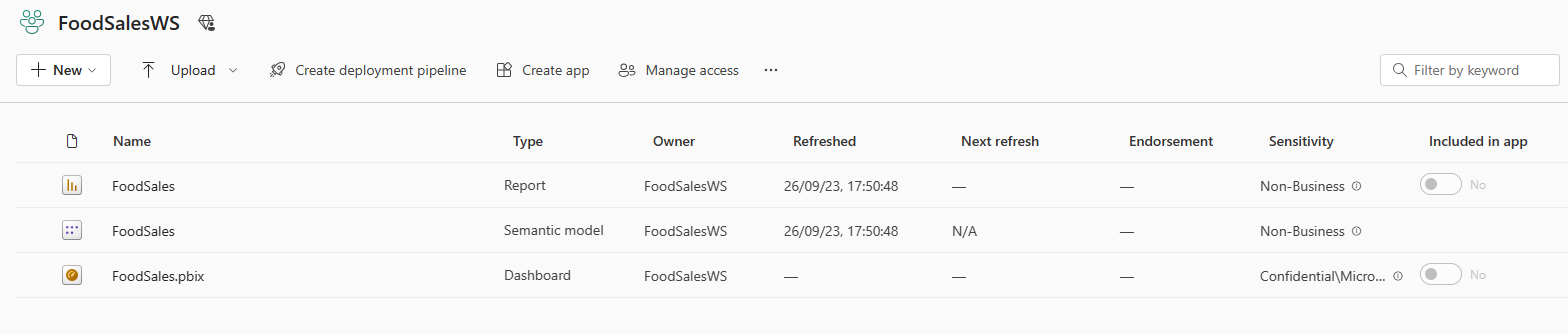 FoodSalesWS
New Upload Create deployment pipeline Create app Manage access ... Filter by keyword
Name Type Owner Refreshed Next refresh Endorsement Sensitivity Included in app
FoodSales Report FoodSalesWS 26/09/23, 17:50:48 — — Non-Business No
FoodSales Semantic model FoodSalesWS 26/09/23, 17:50:48 N/A — Non-Business
FoodSales.pbix Dashboard FoodSalesWS — — — Confidential\Micro... No